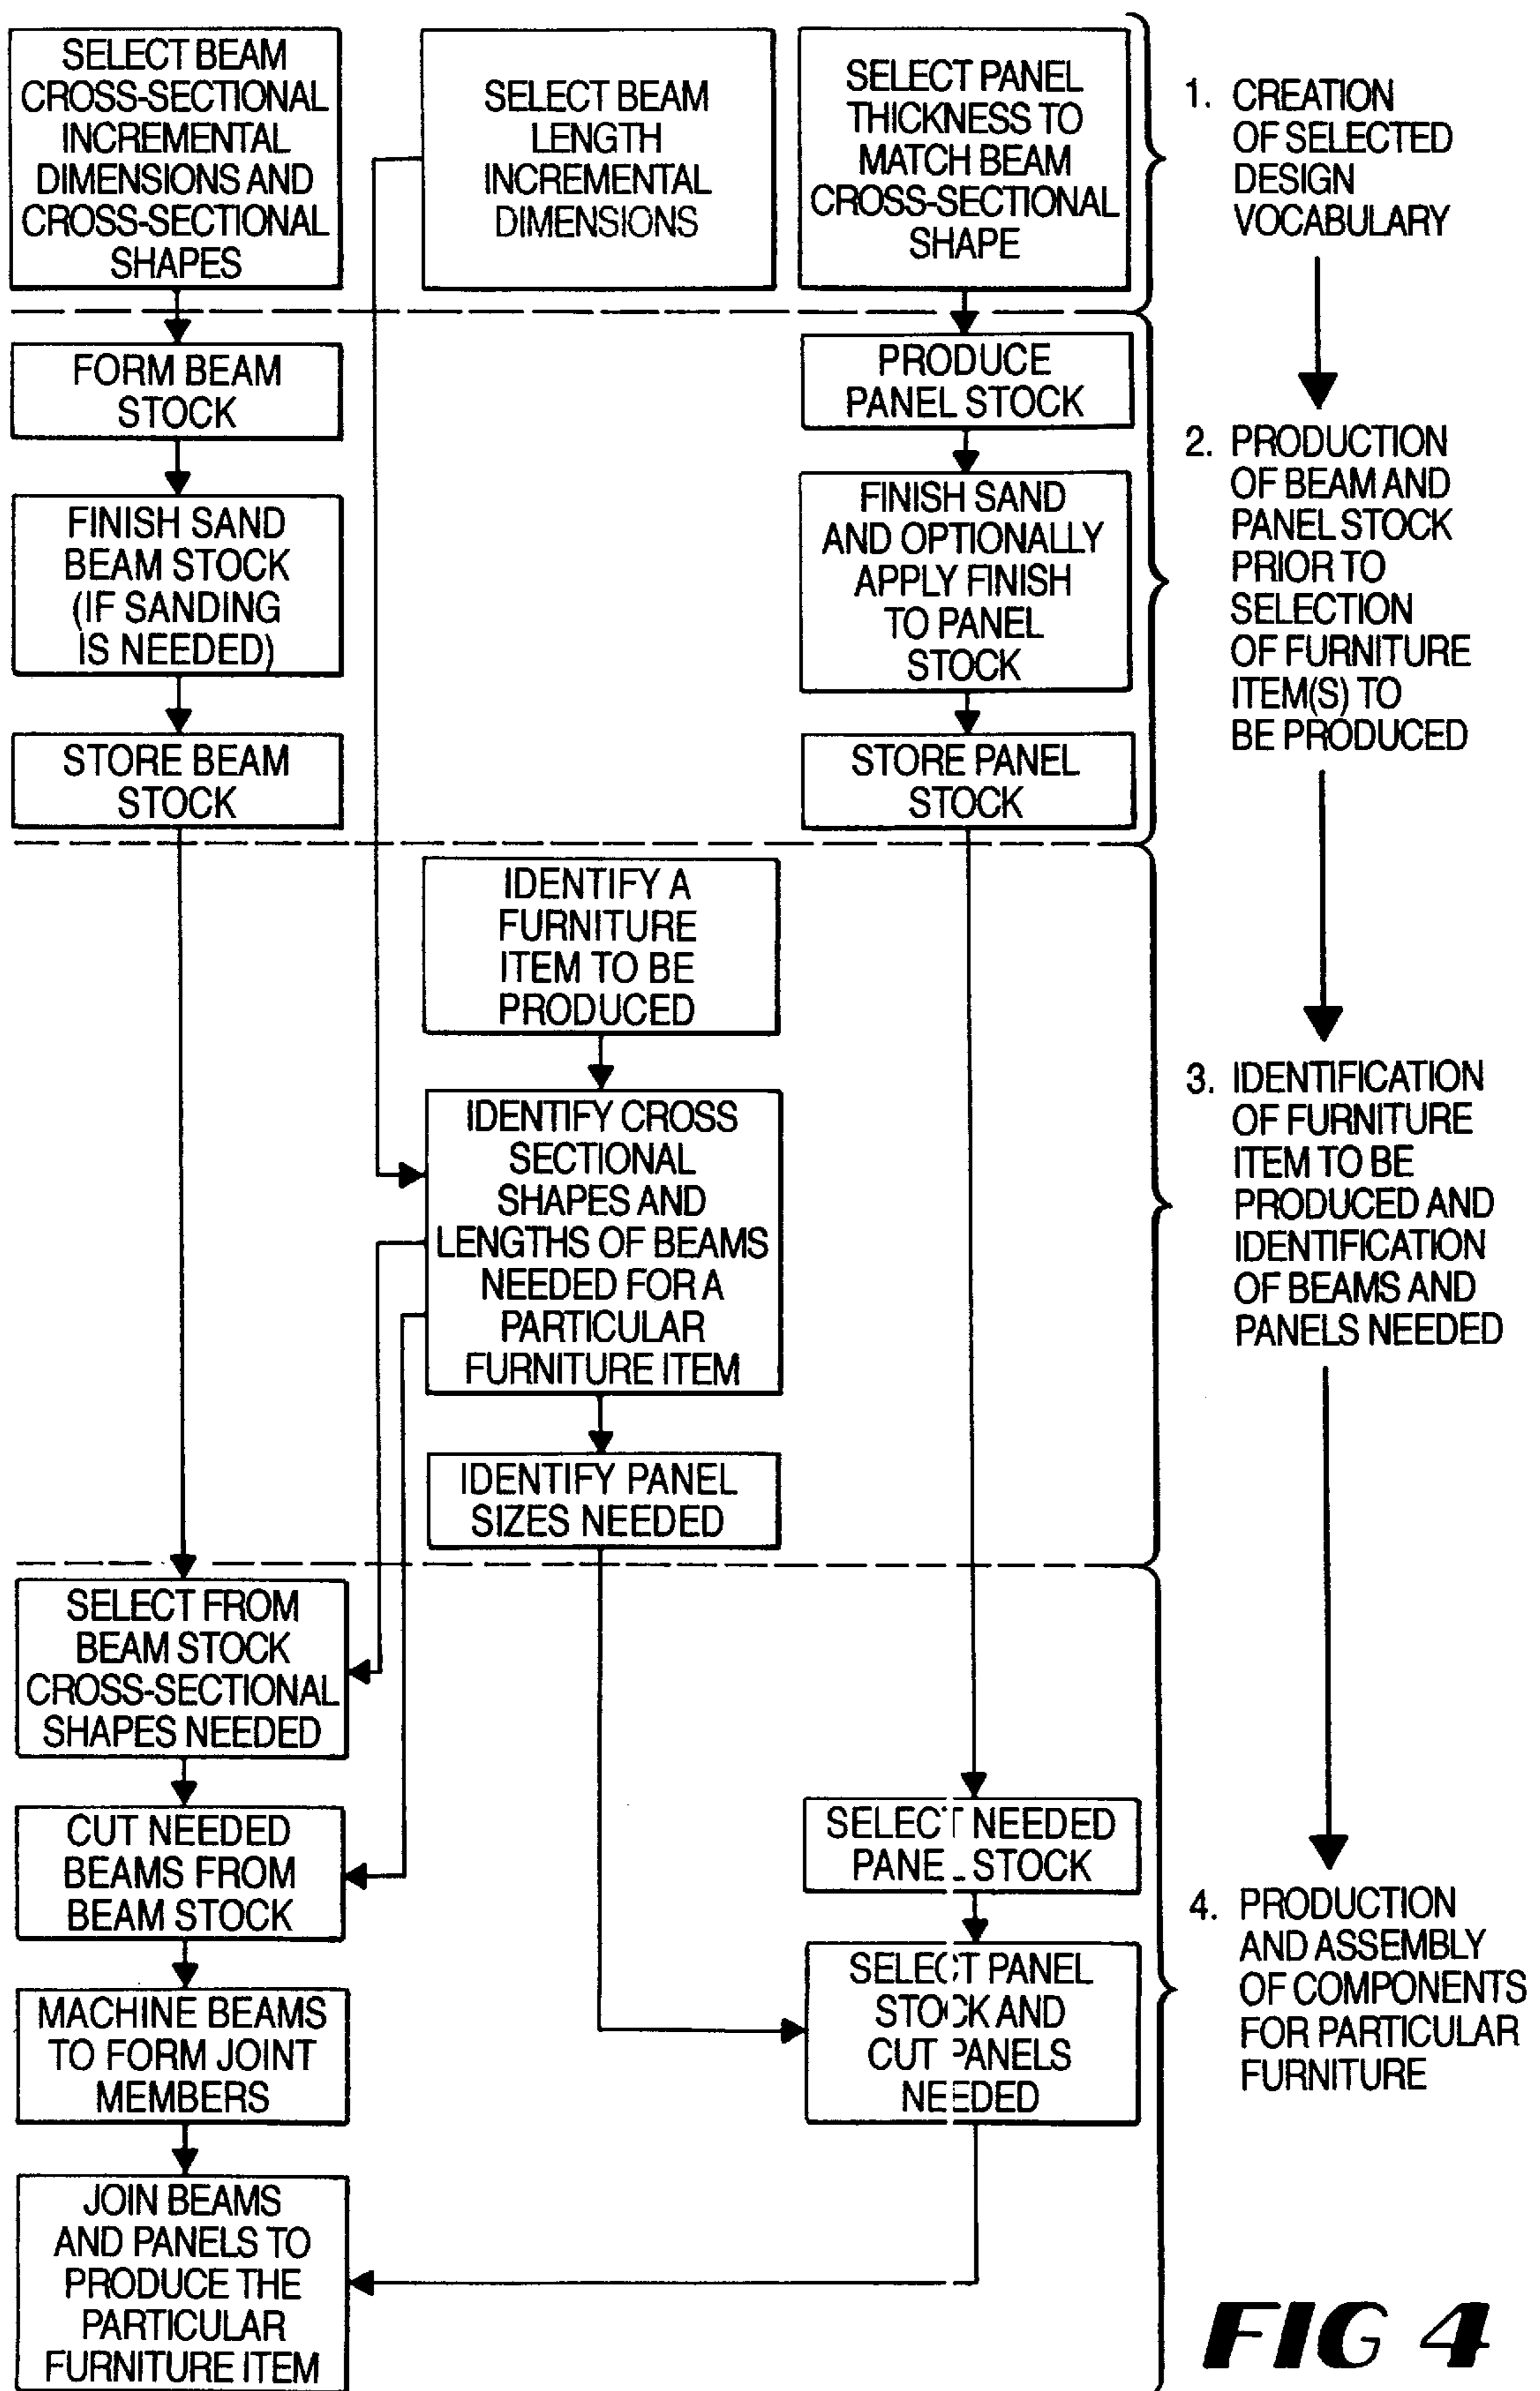 SELECT BEAM
CROSS-SECTIONAL
INCREMENTAL
DIMENSIONS AND
CROSS-SECTIONAL
SHAPES
SELECT BEAM
LENGTH
INCREMENTAL
DIMENSIONS
SELECT PANEL
THICKNESS TO
MATCH BEAM
CROSS-SECTIONAL
SHAPE
1. CREATION
OF SELECTED
DESIGN
VOCABULARY
FORM BEAM
STOCK
FINISH SAND
BEAM STOCK
(IF SANDING
IS NEEDED)
STORE BEAM
STOCK
PRODUCE
PANEL STOCK
FINISH SAND
AND OPTIONALLY
APPLY FINISH
TO PANEL
STOCK
STORE PANEL
STOCK
2. PRODUCTION
OF BEAM AND
PANEL STOCK
PRIOR TO
SELECTION
OF FURNITURE
ITEM(S) TO
BE PRODUCED
IDENTIFY A
FURNITURE
ITEM TO BE
PRODUCED
IDENTIFY CROSS
SECTIONAL
SHAPES AND
LENGTHS OF BEAMS
NEEDED FOR A
PARTICULAR
FURNITURE ITEM
IDENTIFY PANEL
SIZES NEEDED
3. IDENTIFICATION
OF FURNITURE
ITEM TO BE
PRODUCED AND
IDENTIFICATION
OF BEAMS AND
PANELS NEEDED
SELECT FROM
BEAM STOCK
CROSS-SECTIONAL
SHAPES NEEDED
CUT NEEDED
BEAMS FROM
BEAM STOCK
MACHINE BEAMS
TO FORM JOINT
MEMBERS
JOIN BEAMS
AND PANELS TO
PRODUCE THE
PARTICULAR
FURNITURE ITEM
SELECT NEEDED
PANEL STOCK
SELECT PANEL
STOCK AND
CUT PANELS
NEEDED
4. PRODUCTION
AND ASSEMBLY
OF COMPONENTS
FOR PARTICULAR
FURNITURE
FIG 4